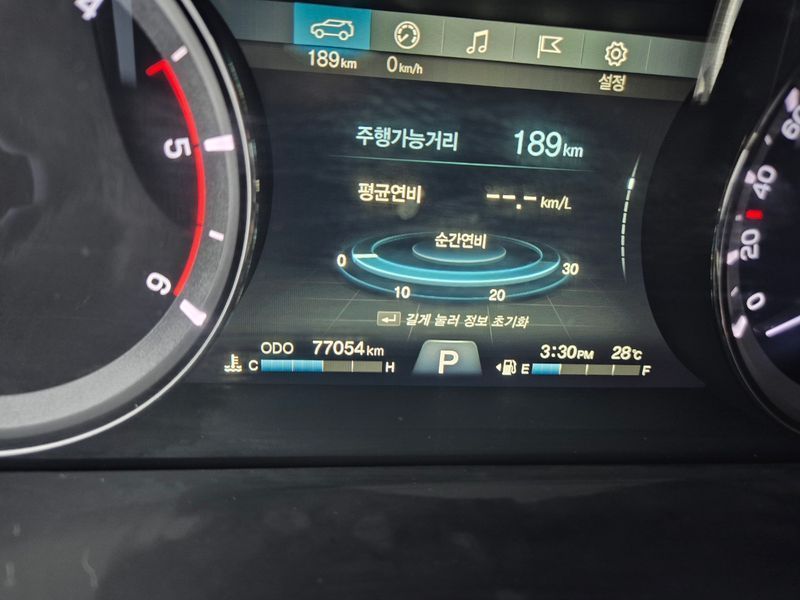 189km
0km/h
설정
주행가능거리 189km
평균연비 --.- km/L
순간연비
0 10 20 30
길게 눌러 정보 초기화
ODO 77054km
C H
P
3:30PM 28℃
E F
4
5
6
60
40
20
0